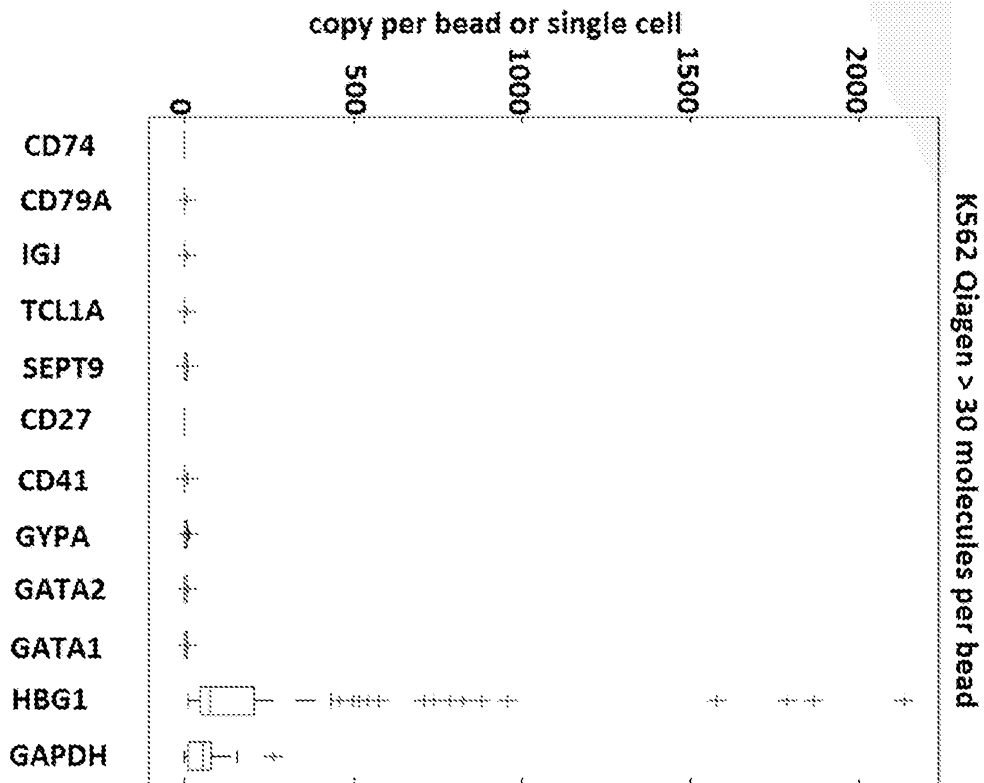 copy per bead or single cell
0
500
1000
1500
2000
CD74
CD79A
IGJ
TCL1A
SEPT9
CD27
CD41
GYPA
GATA2
GATA1
HBG1
GAPDH
K562 Qiagen > 30 molecules per bead